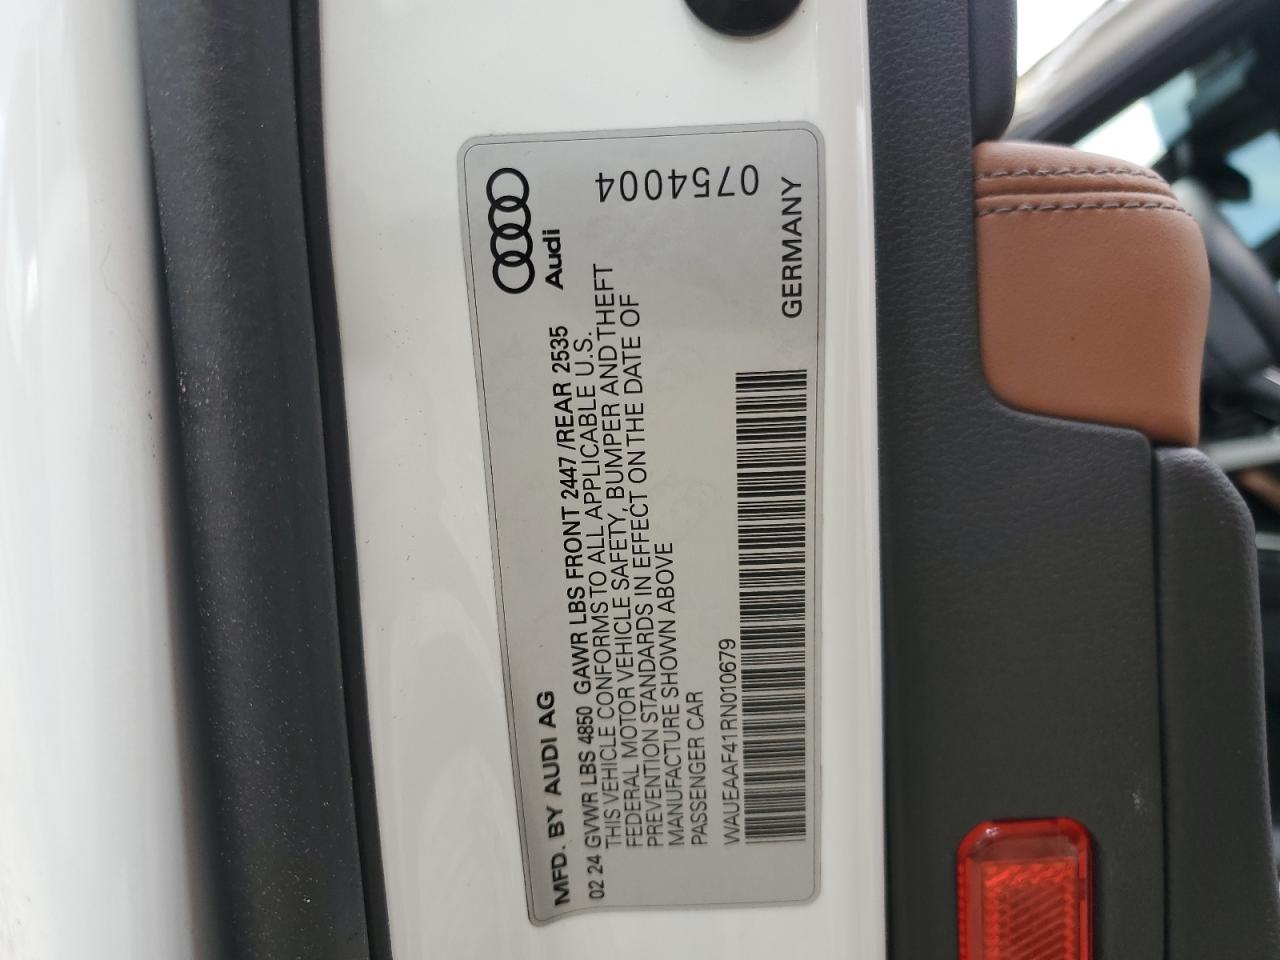 MFD. BY AUDI AG
Audi
02 24 GVWR LBS 4850 GAWR LBS FRONT 2447 /REAR 2535
THIS VEHICLE CONFORMS TO ALL APPLICABLE U.S.
FEDERAL MOTOR VEHICLE SAFETY, BUMPER AND THEFT
PREVENTION STANDARDS IN EFFECT ON THE DATE OF
MANUFACTURE SHOWN ABOVE
PASSENGER CAR
WAUEAAF41RN010679
0754004
GERMANY